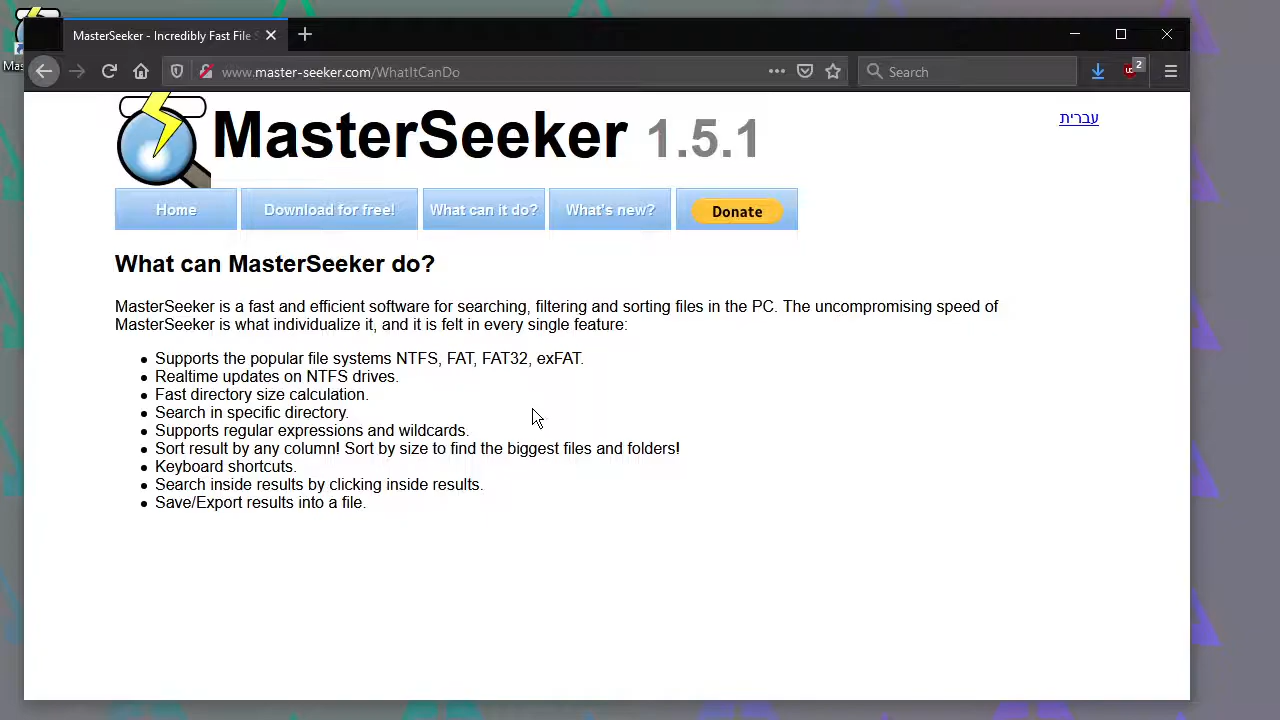 MasterSeeker - Incredibly Fast File S
www.master-seeker.com/WhatItCanDo
Search
2
Mas
MasterSeeker 1.5.1
עברית
Home
Download for free!
What can it do?
What's new?
Donate
What can MasterSeeker do?
MasterSeeker is a fast and efficient software for searching, filtering and sorting files in the PC. The uncompromising speed of
MasterSeeker is what individualize it, and it is felt in every single feature:
Supports the popular file systems NTFS, FAT, FAT32, exFAT.
Realtime updates on NTFS drives.
Fast directory size calculation.
Search in specific directory.
Supports regular expressions and wildcards.
Sort result by any column! Sort by size to find the biggest files and folders!
Keyboard shortcuts.
Search inside results by clicking inside results.
Save/Export results into a file.